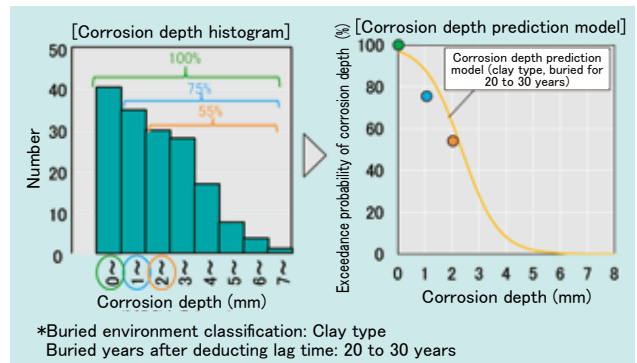 [Corrosion depth histogram]
50
40
30
20
10
0
Number
100%
75%
55%
0~
1~
2~
3~
4~
5~
6~
7~
Corrosion depth (mm)
[Corrosion depth prediction model]
Exceedance probability of corrosion depth (%)
100
80
60
40
20
0
Corrosion depth prediction
model (clay type, buried for
20 to 30 years)
0 1 2 3 4 5 6 7 8
Corrosion depth (mm)
*Buried environment classification: Clay type
Buried years after deducting lag time: 20 to 30 years